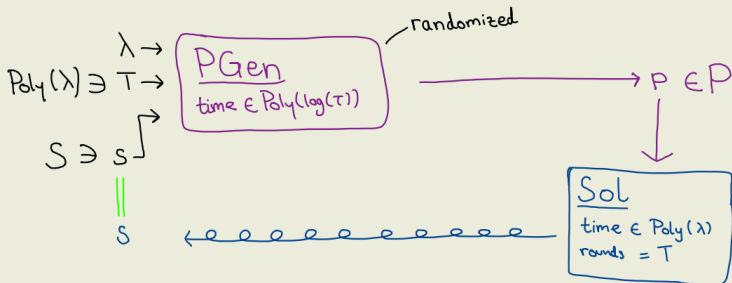 randomized
λ →
Poly(λ) ∋ T →
S ∋ s
PGen
time ∈ Poly(log(T))
p ∈ P
Sol
time ∈ Poly(λ)
rounds = T
s